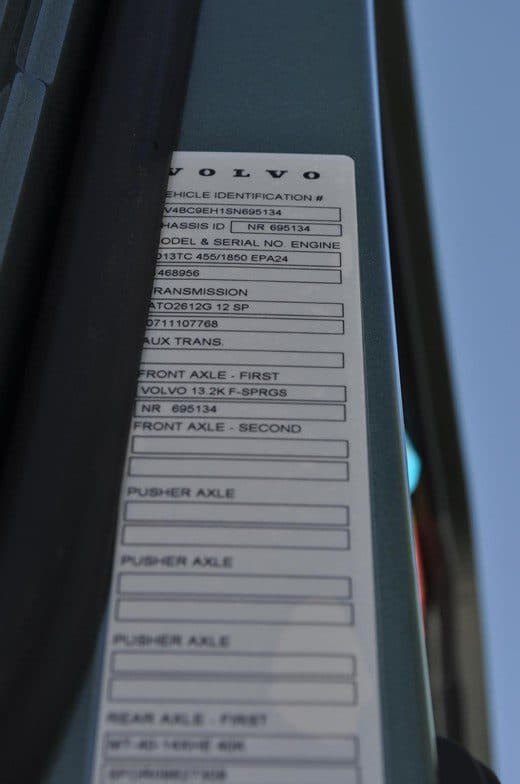 VOLVO
EHICLE IDENTIFICATION #
V4BC9EH1SN695134
HASSIS ID NR 695134
ODEL & SERIAL NO. ENGINE
D13TC 455/1850 EPA24
468956
RANSMISSION
ATO2612G 12 SP
0711107768
AUX TRANS.
FRONT AXLE - FIRST
VOLVO 13.2K F-SPRGS
NR 695134
FRONT AXLE - SECOND
PUSHER AXLE
PUSHER AXLE
PUSHER AXLE
REAR AXLE - FIRST